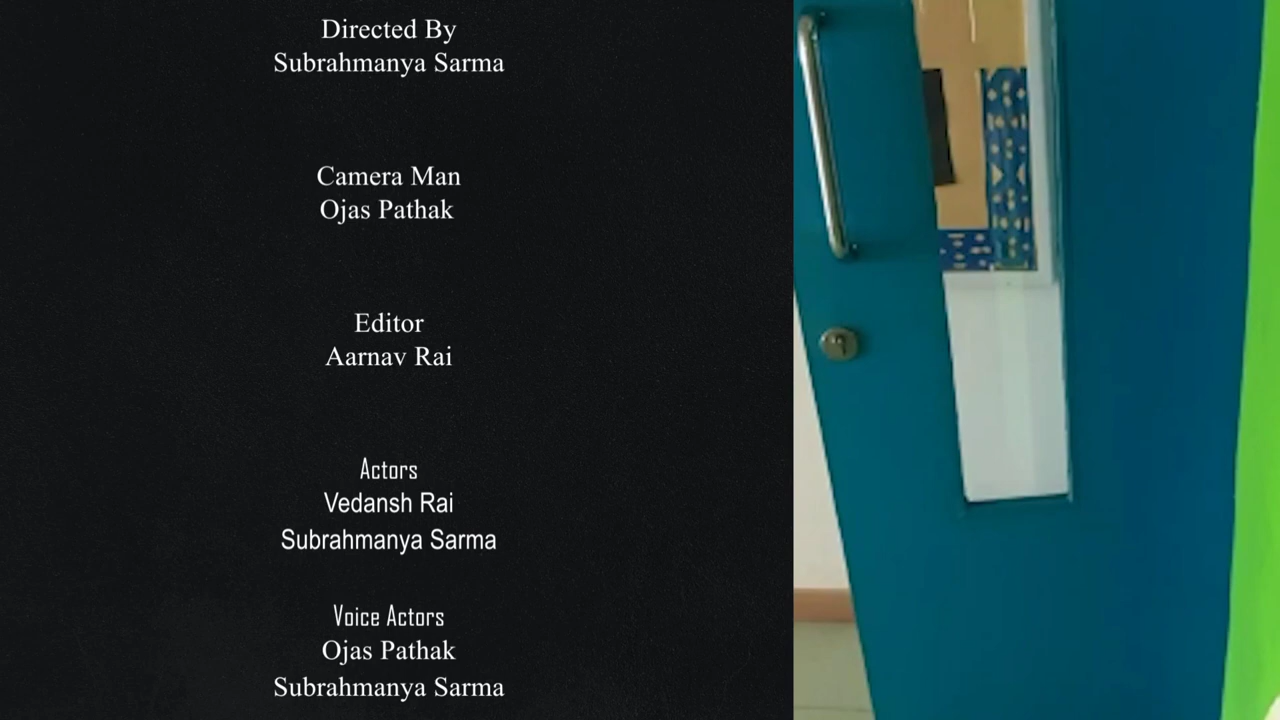 Directed By
Subrahmanya Sarma
Camera Man
Ojas Pathak
Editor
Aarnav Rai
Actors
Vedansh Rai
Subrahmanya Sarma
Voice Actors
Ojas Pathak
Subrahmanya Sarma